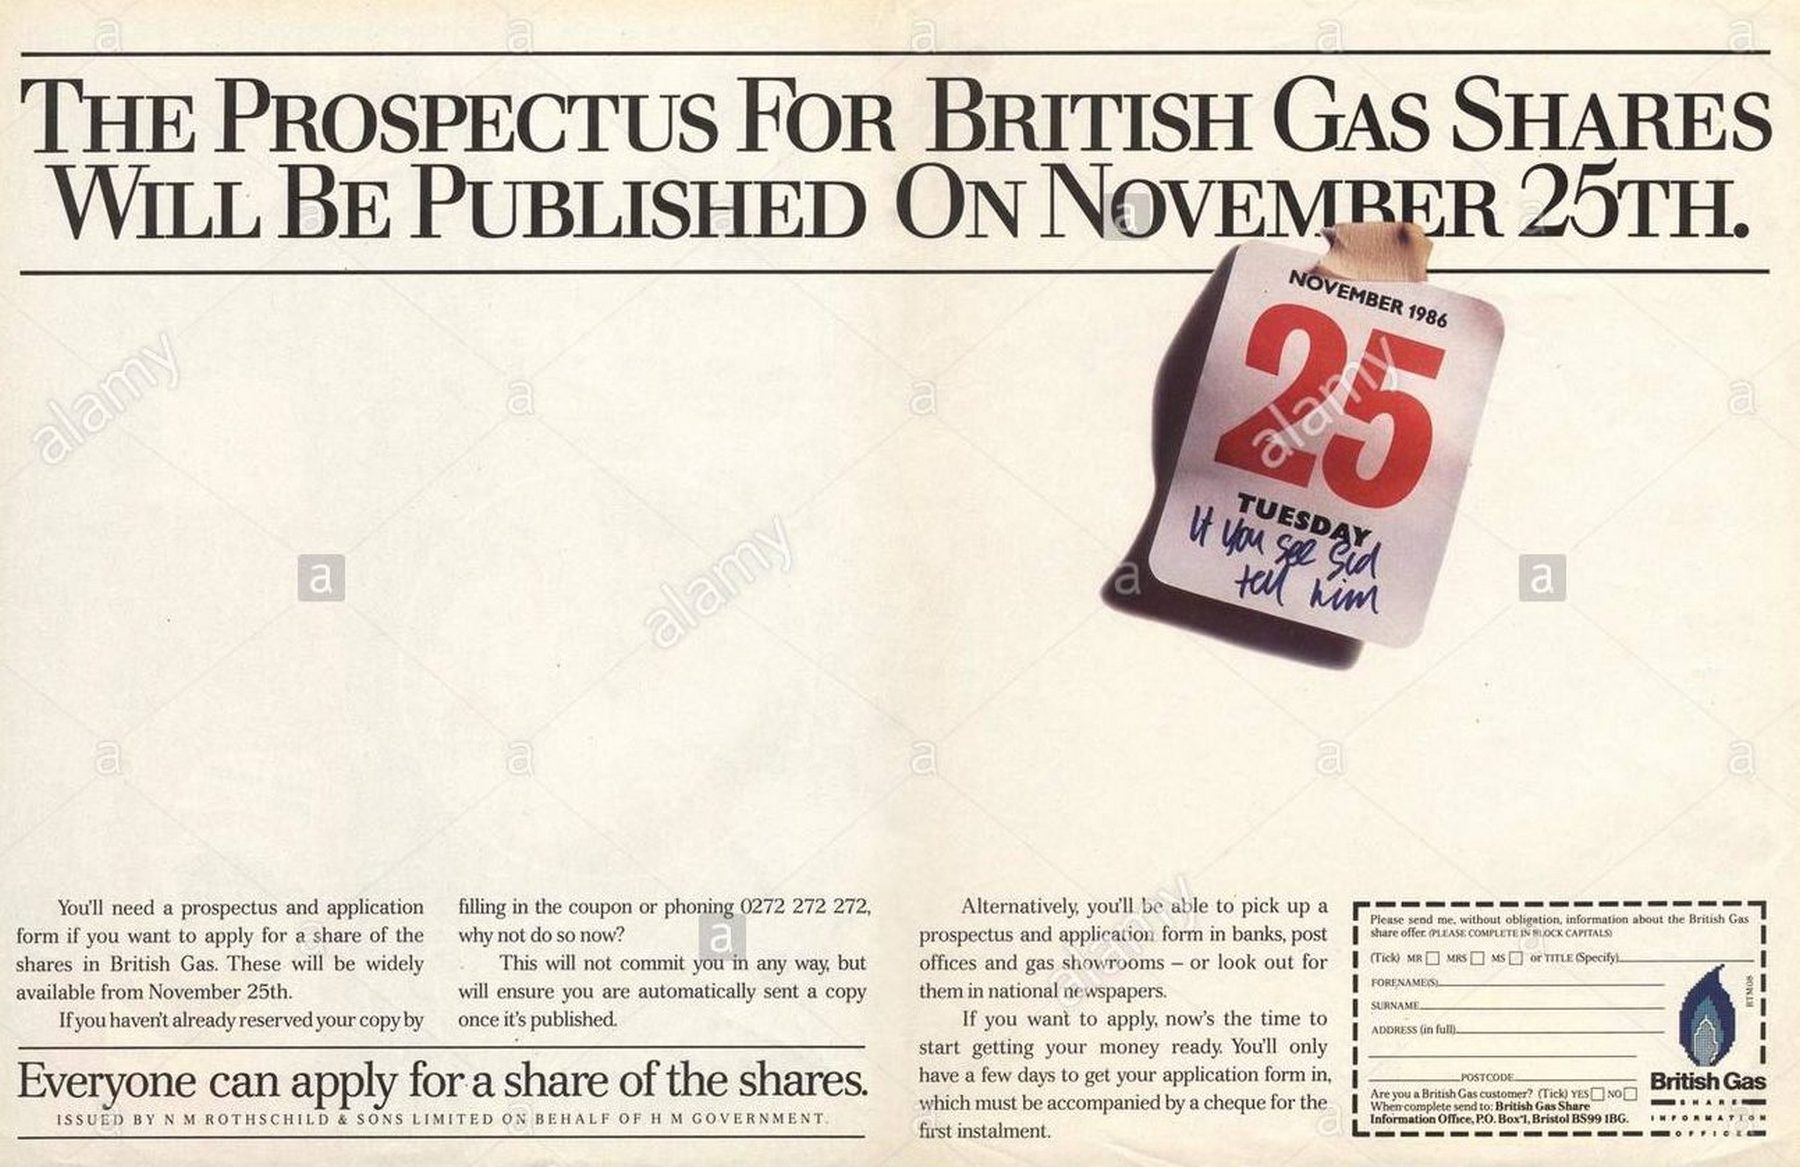 THE PROSPECTUS FOR BRITISH GAS SHARES
WILL BE PUBLISHED ON NOVEMBER 25TH.
NOVEMBER 1986
25
TUESDAY
If you see Sid
tell him
You'll need a prospectus and application
form if you want to apply for a share of the
shares in British Gas. These will be widely
available from November 25th.
If you haven't already reserved your copy by
filling in the coupon or phoning 0272 272 272,
why not do so now?
This will not commit you in any way, but
will ensure you are automatically sent a copy
once it's published.
Everyone can apply for a share of the shares.
ISSUED BY N M ROTHSCHILD & SONS LIMITED ON BEHALF OF H M GOVERNMENT.
Alternatively, you'll be able to pick up a
prospectus and application form in banks, post
offices and gas showrooms – or look out for
them in national newspapers.
If you want to apply, now's the time to
start getting your money ready. You'll only
have a few days to get your application form in,
which must be accompanied by a cheque for the
first instalment.
Please send me, without obligation, information about the British Gas
share offer. (PLEASE COMPLETE IN BLOCK CAPITALS)
(Tick) MR MRS MS or TITLE (Specify)
FORENAME(S)
SURNAME
ADDRESS (in full)
POSTCODE
Are you a British Gas customer? (Tick) YES NO
When complete send to: British Gas Share
Information Office, P.O. Box 1, Bristol BS99 1BG.
British Gas
SHARE
INFORMATION
OFFICE
alamy
alamy
alamy
alamy